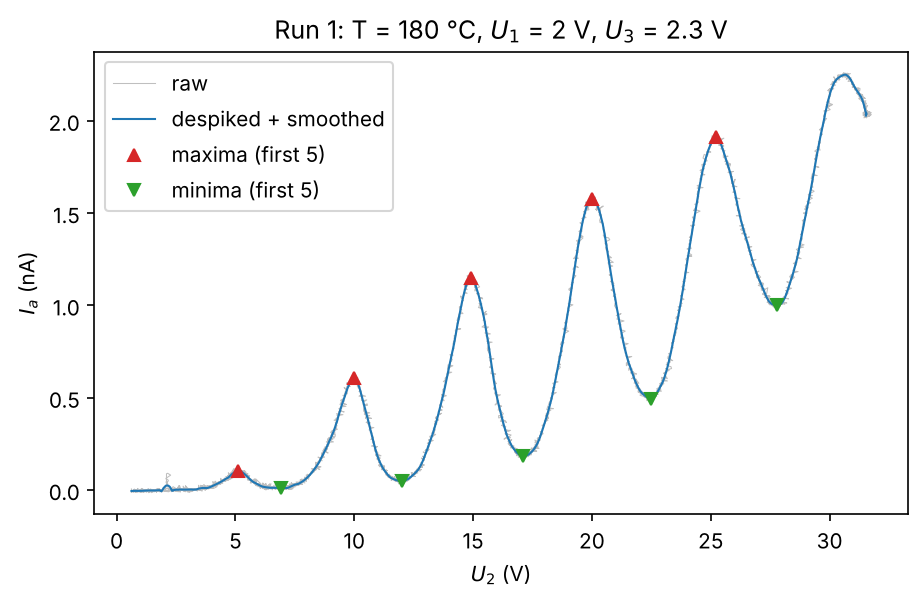 Run 1: T = 180 °C, U₁ = 2 V, U₃ = 2.3 V
raw
despiked + smoothed
maxima (first 5)
minima (first 5)
2.0
1.5
1.0
0.5
0.0
Iₐ (nA)
0 5 10 15 20 25 30
U₂ (V)